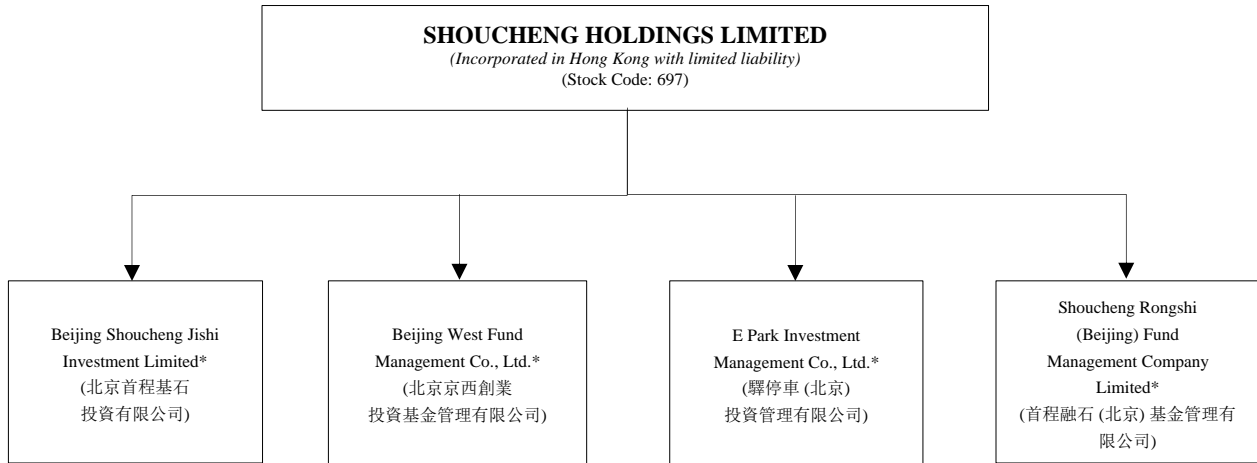 SHOUCHENG HOLDINGS LIMITED
(Incorporated in Hong Kong with limited liability)
(Stock Code: 697)
Beijing Shoucheng Jishi
Investment Limited*
(北京首程基石
投資有限公司)
Beijing West Fund
Management Co., Ltd.*
(北京京西創業
投資基金管理有限公司)
E Park Investment
Management Co., Ltd.*
(驛停車 (北京)
投資管理有限公司)
Shoucheng Rongshi
(Beijing) Fund
Management Company
Limited*
(首程融石 (北京) 基金管理有
限公司)